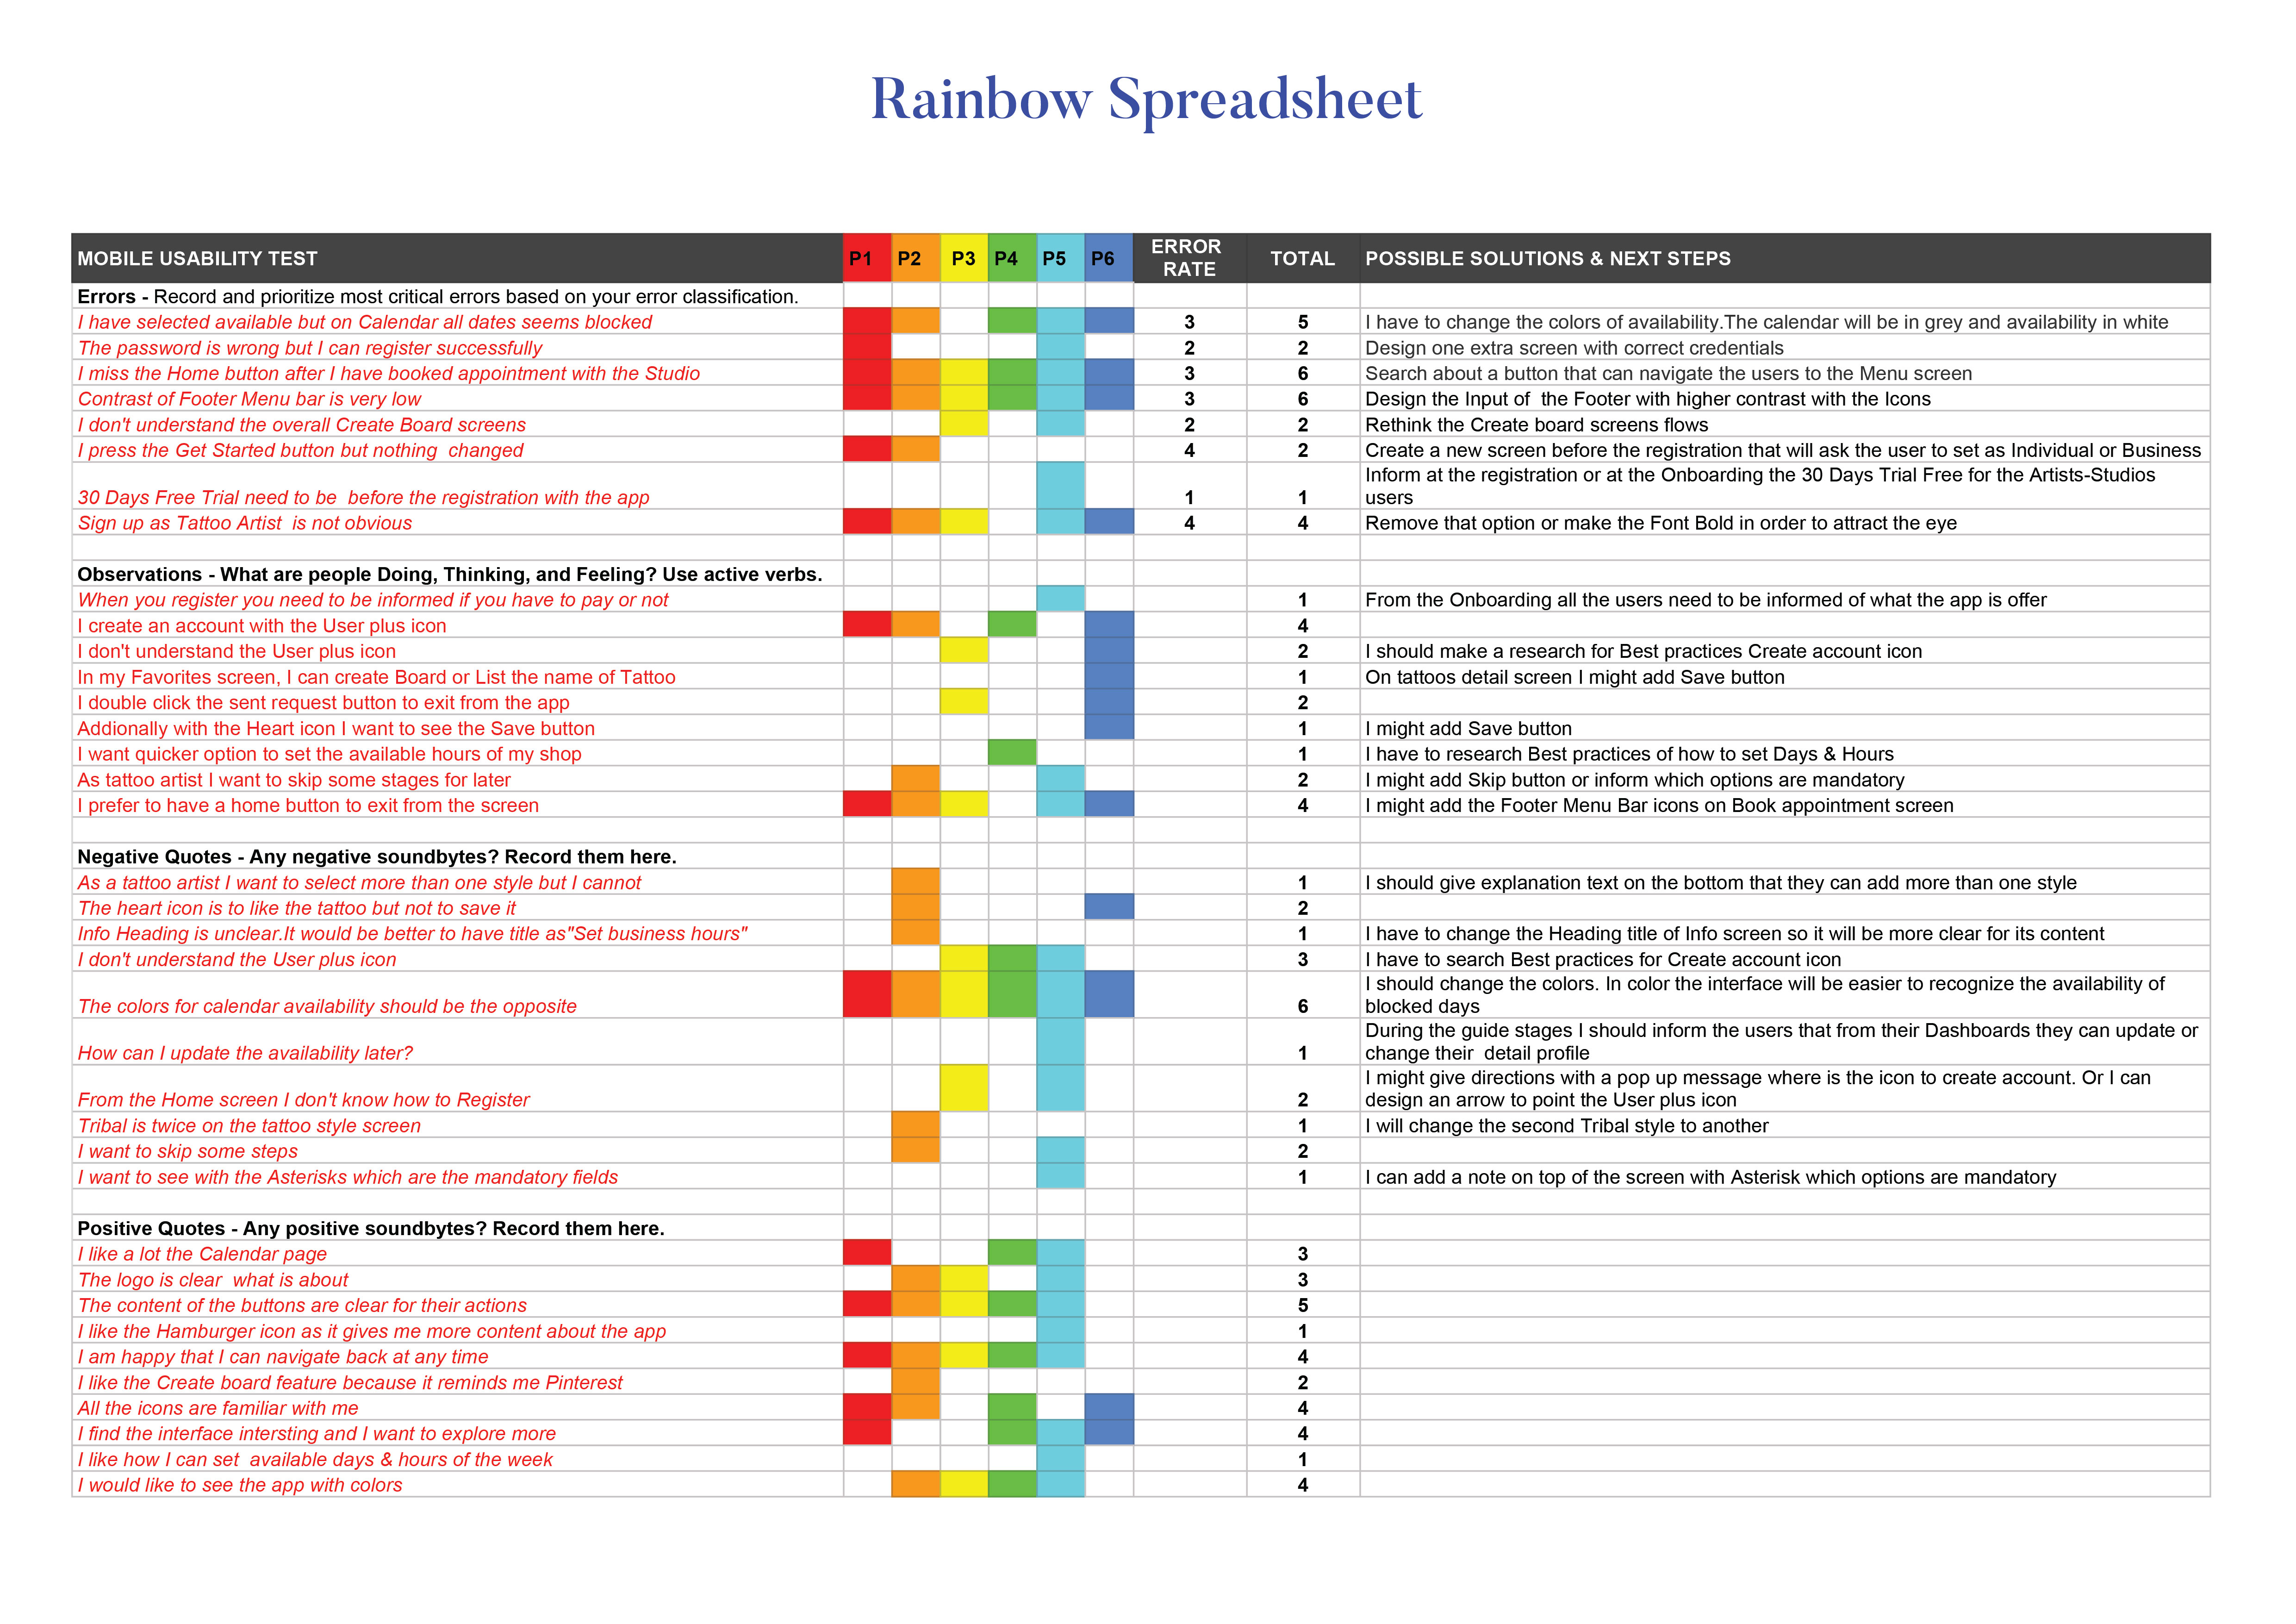 Rainbow Spreadsheet
MOBILE USABILITY TEST P1 P2 P3 P4 P5 P6 ERROR RATE TOTAL POSSIBLE SOLUTIONS & NEXT STEPS
Errors - Record and prioritize most critical errors based on your error classification.
I have selected available but on Calendar all dates seems blocked 3 5 I have to change the colors of availability.The calendar will be in grey and availability in white
The password is wrong but I can register successfully 2 2 Design one extra screen with correct credentials
I miss the Home button after I have booked appointment with the Studio 3 6 Search about a button that can navigate the users to the Menu screen
Contrast of Footer Menu bar is very low 3 6 Design the Input of the Footer with higher contrast with the Icons
I don't understand the overall Create Board screens 2 2 Rethink the Create board screens flows
I press the Get Started button but nothing changed 4 2 Create a new screen before the registration that will ask the user to set as Individual or Business
30 Days Free Trial need to be before the registration with the app 1 1 Inform at the registration or at the Onboarding the 30 Days Trial Free for the Artists-Studios
users
Sign up as Tattoo Artist is not obvious 4 4 Remove that option or make the Font Bold in order to attract the eye
Observations - What are people Doing, Thinking, and Feeling? Use active verbs.
When you register you need to be informed if you have to pay or not 1 From the Onboarding all the users need to be informed of what the app is offer
I create an account with the User plus icon 4
I don't understand the User plus icon 2 I should make a research for Best practices Create account icon
In my Favorites screen, I can create Board or List the name of Tattoo 1 On tattoos detail screen I might add Save button
I double click the sent request button to exit from the app 2
Addionally with the Heart icon I want to see the Save button 1 I might add Save button
I want quicker option to set the available hours of my shop 1 I have to research Best practices of how to set Days & Hours
As tattoo artist I want to skip some stages for later 2 I might add Skip button or inform which options are mandatory
I prefer to have a home button to exit from the screen 4 I might add the Footer Menu Bar icons on Book appointment screen
Negative Quotes - Any negative soundbytes? Record them here.
As a tattoo artist I want to select more than one style but I cannot 1 I should give explanation text on the bottom that they can add more than one style
The heart icon is to like the tattoo but not to save it 2
Info Heading is unclear.It would be better to have title as"Set business hours" 1 I have to change the Heading title of Info screen so it will be more clear for its content
I don't understand the User plus icon 3 I have to search Best practices for Create account icon
The colors for calendar availability should be the opposite 6 I should change the colors. In color the interface will be easier to recognize the availability of
blocked days
How can I update the availability later? 1 During the guide stages I should inform the users that from their Dashboards they can update or
change their detail profile
From the Home screen I don't know how to Register 2 I might give directions with a pop up message where is the icon to create account. Or I can
design an arrow to point the User plus icon
Tribal is twice on the tattoo style screen 1 I will change the second Tribal style to another
I want to skip some steps 2
I want to see with the Asterisks which are the mandatory fields 1 I can add a note on top of the screen with Asterisk which options are mandatory
Positive Quotes - Any positive soundbytes? Record them here.
I like a lot the Calendar page 3
The logo is clear what is about 3
The content of the buttons are clear for their actions 5
I like the Hamburger icon as it gives me more content about the app 1
I am happy that I can navigate back at any time 4
I like the Create board feature because it reminds me Pinterest 2
All the icons are familiar with me 4
I find the interface intersting and I want to explore more 4
I like how I can set available days & hours of the week 1
I would like to see the app with colors 4